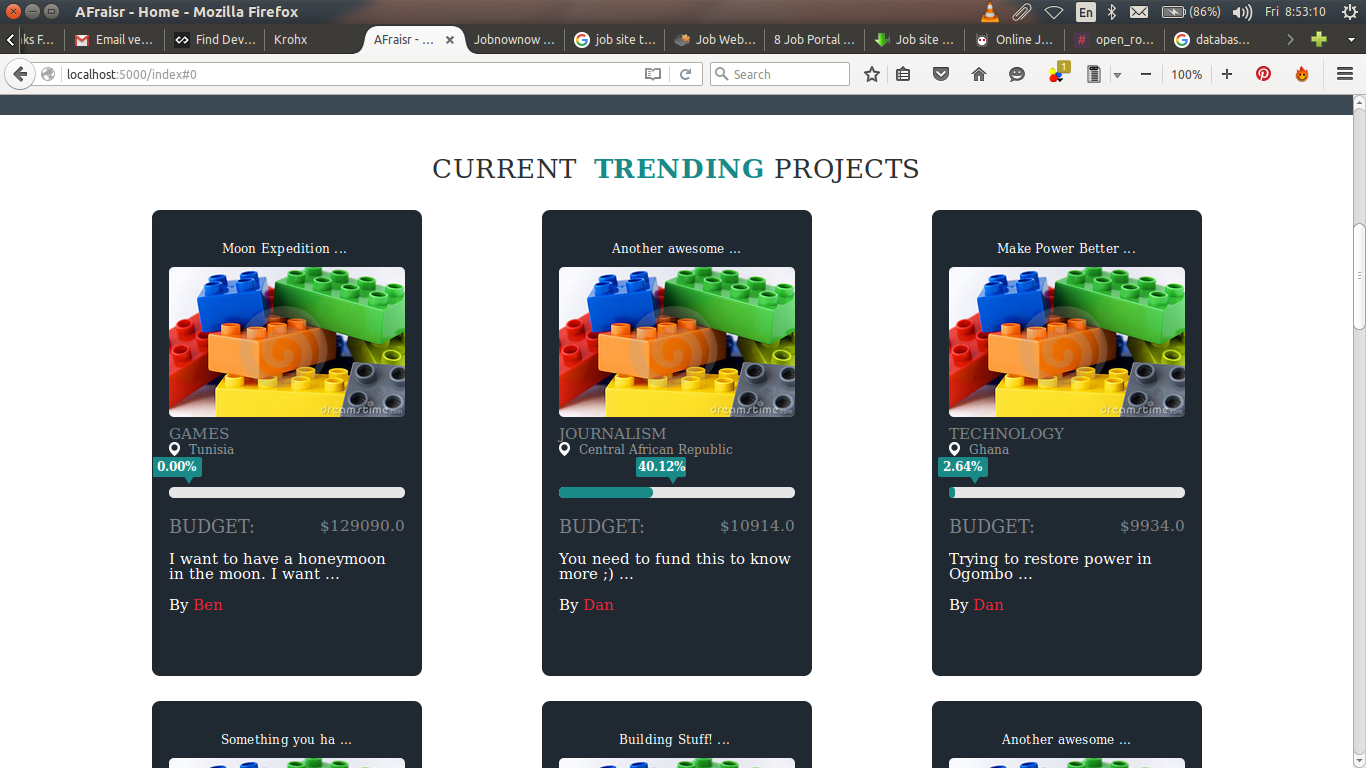 AFraisr - Home - Mozilla Firefox
En (86%) Fri 8:53:10
ks F... Email ve... Find Dev... Krohx AFraisr - ... Jobnownow ... job site t... Job Web... 8 Job Portal ... Job site ... Online J... open_ro... databas...
localhost:5000/index#0 Search 1 100%
CURRENT TRENDING PROJECTS
Moon Expedition ...
dreamstime.com
GAMES
Tunisia
0.00%
BUDGET: $129090.0
I want to have a honeymoon
in the moon. I want ...
By Ben
Another awesome ...
dreamstime.com
JOURNALISM
Central African Republic
40.12%
BUDGET: $10914.0
You need to fund this to know
more ;) ...
By Dan
Make Power Better ...
dreamstime.com
TECHNOLOGY
Ghana
2.64%
BUDGET: $9934.0
Trying to restore power in
Ogombo ...
By Dan
Something you ha ...
Building Stuff! ...
Another awesome ...